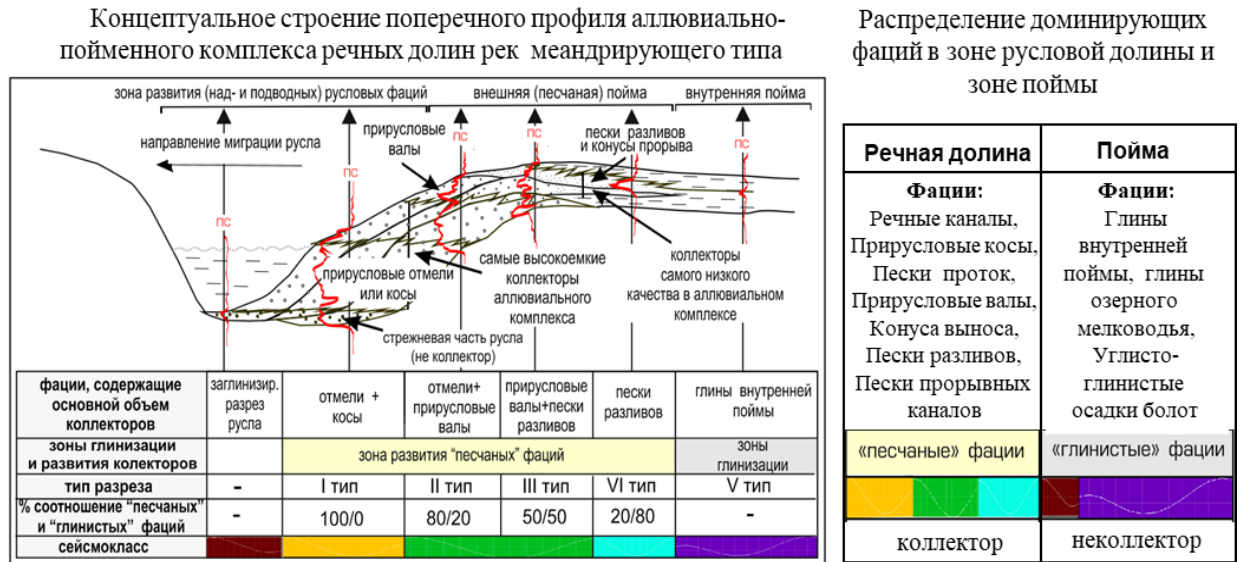 Концептуальное строение поперечного профиля аллювиально-
пойменного комплекса речных долин рек меандрирующего типа
зона развития (над- и подводных) русловых фаций
внешняя (песчаная) пойма
внутренняя пойма
направление миграции русла
прирусловые
валы
пески разливов
и конусы прорыва
ПС
ПС
ПС
ПС
ПС
ПС
прирусловые отмели
или косы
самые высокоемкие
коллекторы
аллювиального
комплекса
коллекторы
самого низкого
качества в аллювиальном
комплексе
стрежневая часть русла
(не коллектор)
фации, содержащие
основной объем
коллекторов
заглинизир.
разрез
русла
отмели +
косы
отмели+
прирусловые
валы
прирусловые
валы+пески
разливов
пески
разливов
глины внутренней
поймы
зоны глинизации
и развития колекторов
зона развития "песчаных" фаций
зоны
глинизации
тип разреза
-
I тип
II тип
III тип
VI тип
V тип
% соотношение "песчаных"
и "глинистых" фаций
-
100/0
80/20
50/50
20/80
-
сейсмокласс
Распределение доминирующих
фаций в зоне русловой долины и
зоне поймы
Речная долина
Пойма
Фации:
Речные каналы,
Прирусловые косы,
Пески проток,
Прирусловые валы,
Конуса выноса,
Пески разливов,
Пески прорывных
каналов
Фации:
Глины
внутренней
поймы, глины
озерного
мелководья,
Углисто-
глинистые
осадки болот
«песчаные» фации
«глинистые» фации
коллектор
неколлектор